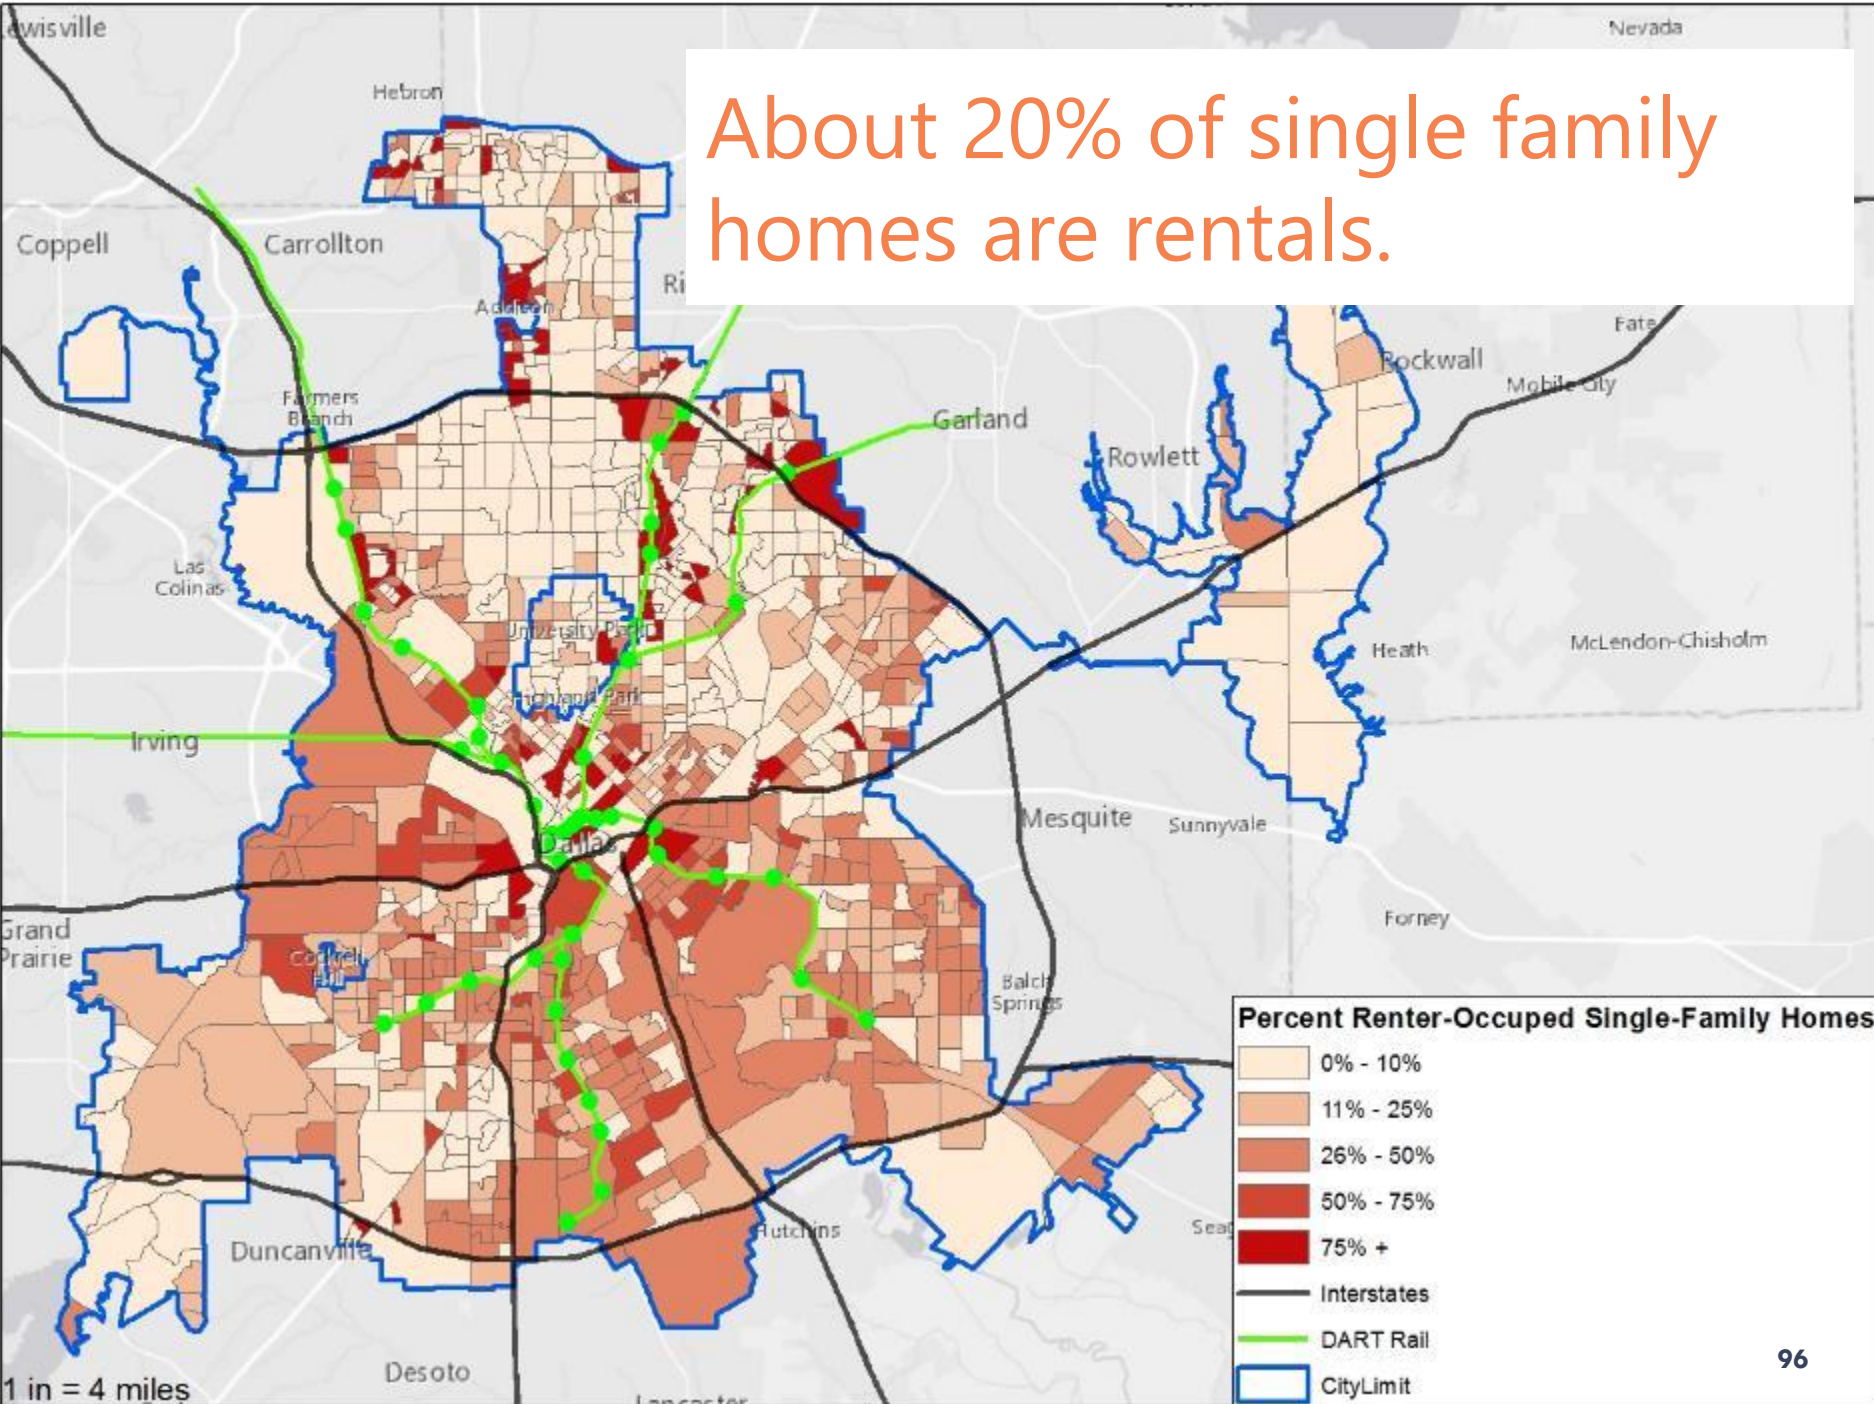 About 20% of single family
homes are rentals.
Nevada
Hebron
Coppell
Carrollton
Addison
Fate
Rockwall
Mobile City
Farmers
Branch
Garland
Rowlett
Las
Colinas
University Park
Heath
McLendon-Chisholm
Highland Park
Irving
Mesquite
Sunnyvale
Dallas
Grand
Prairie
Forney
Cockrell
Hill
Balch
Springs
Hutchins
Duncanville
Desoto
1 in = 4 miles
Percent Renter-Occuped Single-Family Homes
0% - 10%
11% - 25%
26% - 50%
50% - 75%
75% +
Interstates
DART Rail
CityLimit
96